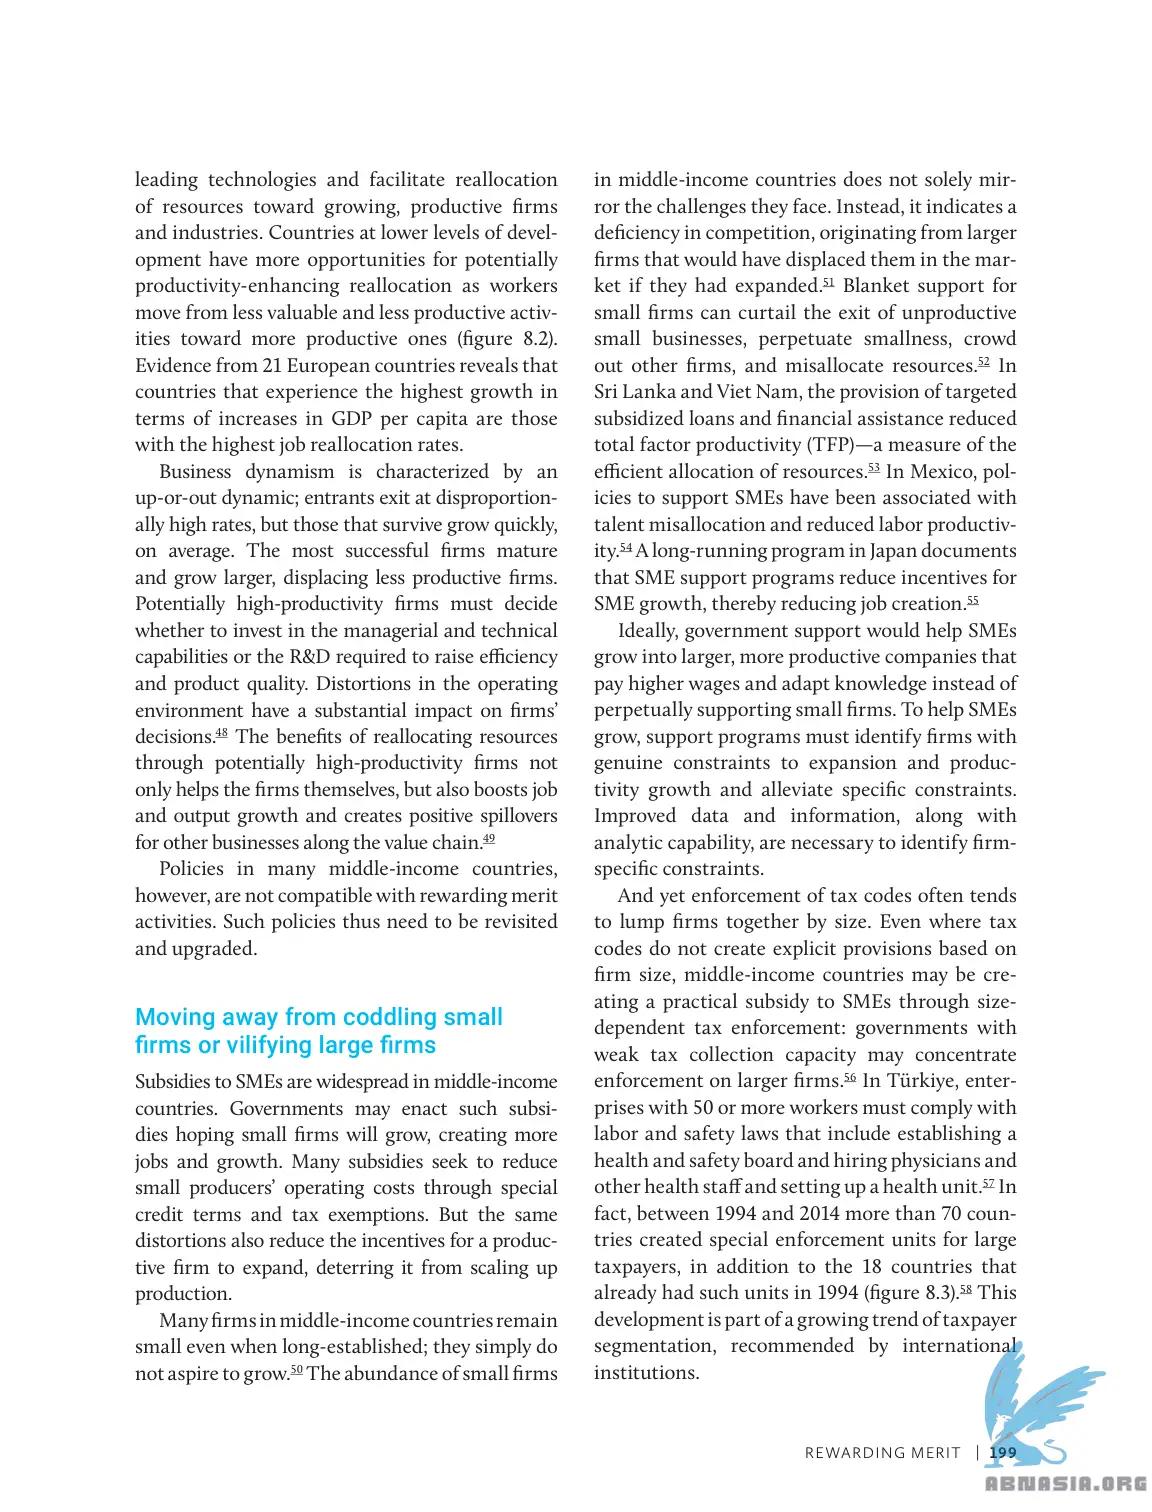 leading technologies and facilitate reallocation
of resources toward growing, productive firms
and industries. Countries at lower levels of devel-
opment have more opportunities for potentially
productivity-enhancing reallocation as workers
move from less valuable and less productive activ-
ities toward more productive ones (figure 8.2).
Evidence from 21 European countries reveals that
countries that experience the highest growth in
terms of increases in GDP per capita are those
with the highest job reallocation rates.
Business dynamism is characterized by an
up-or-out dynamic; entrants exit at disproportion-
ally high rates, but those that survive grow quickly,
on average. The most successful firms mature
and grow larger, displacing less productive firms.
Potentially high-productivity firms must decide
whether to invest in the managerial and technical
capabilities or the R&D required to raise efficiency
and product quality. Distortions in the operating
environment have a substantial impact on firms’
decisions.48 The benefits of reallocating resources
through potentially high-productivity firms not
only helps the firms themselves, but also boosts job
and output growth and creates positive spillovers
for other businesses along the value chain.49
Policies in many middle-income countries,
however, are not compatible with rewarding merit
activities. Such policies thus need to be revisited
and upgraded.
Moving away from coddling small
firms or vilifying large firms
Subsidies to SMEs are widespread in middle-income
countries. Governments may enact such subsi-
dies hoping small firms will grow, creating more
jobs and growth. Many subsidies seek to reduce
small producers’ operating costs through special
credit terms and tax exemptions. But the same
distortions also reduce the incentives for a produc-
tive firm to expand, deterring it from scaling up
production.
Many firms in middle-income countries remain
small even when long-established; they simply do
not aspire to grow.50 The abundance of small firms
in middle-income countries does not solely mir-
ror the challenges they face. Instead, it indicates a
deficiency in competition, originating from larger
firms that would have displaced them in the mar-
ket if they had expanded.51 Blanket support for
small firms can curtail the exit of unproductive
small businesses, perpetuate smallness, crowd
out other firms, and misallocate resources.52 In
Sri Lanka and Viet Nam, the provision of targeted
subsidized loans and financial assistance reduced
total factor productivity (TFP)—a measure of the
efficient allocation of resources.53 In Mexico, pol-
icies to support SMEs have been associated with
talent misallocation and reduced labor productiv-
ity.54 A long-running program in Japan documents
that SME support programs reduce incentives for
SME growth, thereby reducing job creation.55
Ideally, government support would help SMEs
grow into larger, more productive companies that
pay higher wages and adapt knowledge instead of
perpetually supporting small firms. To help SMEs
grow, support programs must identify firms with
genuine constraints to expansion and produc-
tivity growth and alleviate specific constraints.
Improved data and information, along with
analytic capability, are necessary to identify firm-
specific constraints.
And yet enforcement of tax codes often tends
to lump firms together by size. Even where tax
codes do not create explicit provisions based on
firm size, middle-income countries may be cre-
ating a practical subsidy to SMEs through size-
dependent tax enforcement: governments with
weak tax collection capacity may concentrate
enforcement on larger firms.56 In Türkiye, enter-
prises with 50 or more workers must comply with
labor and safety laws that include establishing a
health and safety board and hiring physicians and
other health staff and setting up a health unit.57 In
fact, between 1994 and 2014 more than 70 coun-
tries created special enforcement units for large
taxpayers, in addition to the 18 countries that
already had such units in 1994 (figure 8.3).58 This
development is part of a growing trend of taxpayer
segmentation, recommended by international
institutions.
REWARDING MERIT | 199
ABNASIA.ORG